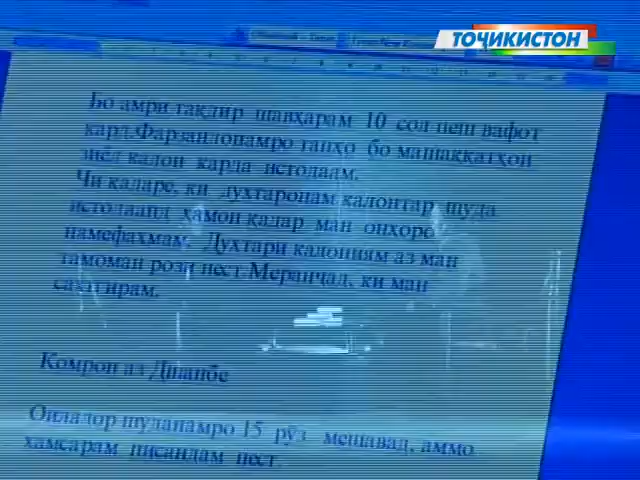 ТОҶИКИСТОН
Бо амри тақдир шавҳарам 10 сол пеш вафот
кард.Фарзандонамро танҳо бо машаққатҳои
зиёд калон карда истодаам.
Чи қадаре, ки духтаронам калонтар шуда
истодаанд ҳамон қадар ман онҳоро
намефаҳмам. Духтари калониям аз ман
тамоман рози нест.Меранҷад, ки ман
сахтгирам.
Комрон аз Душанбе
Оиладор шуданамро 15 рӯз мешавад, аммо
ҳамсарам писандам нест.